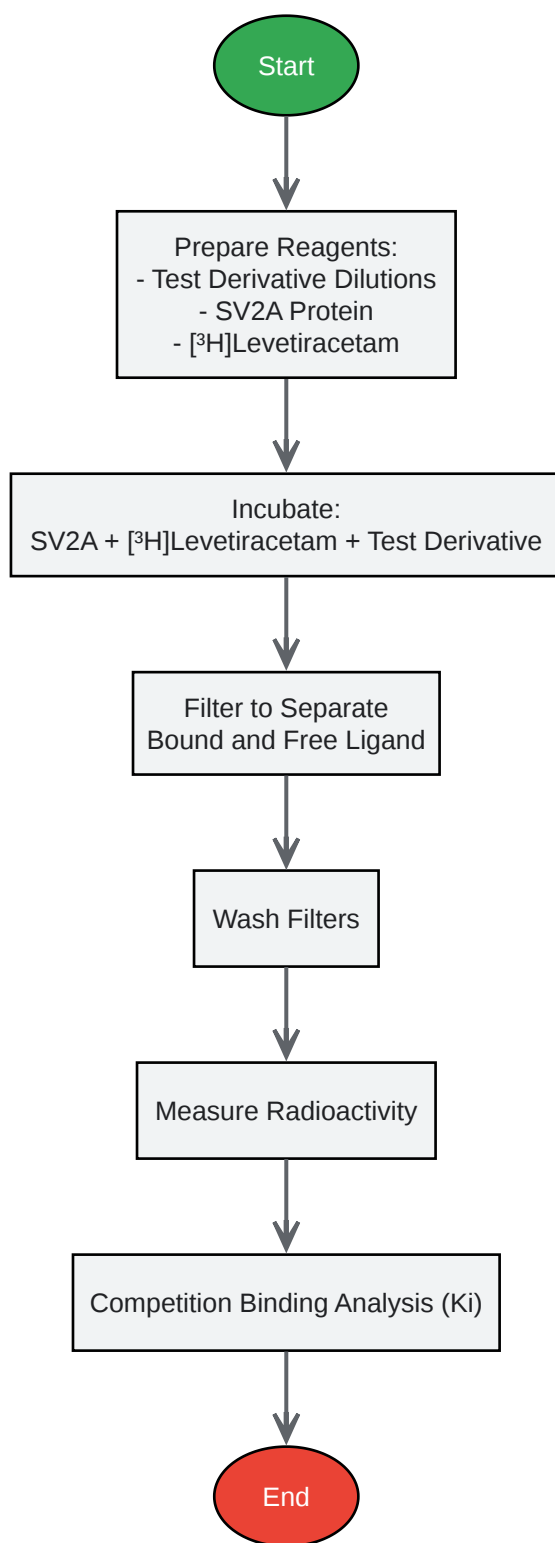 Start
Prepare Reagents:
- Test Derivative Dilutions
- SV2A Protein
- [³H]Levetiracetam
Incubate:
SV2A + [³H]Levetiracetam + Test Derivative
Filter to Separate
Bound and Free Ligand
Wash Filters
Measure Radioactivity
Competition Binding Analysis (Ki)
End